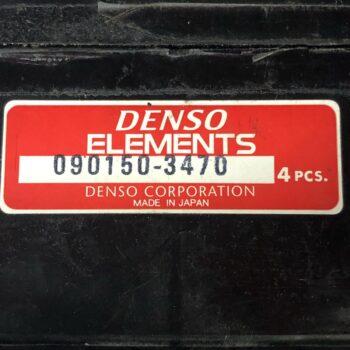 DENSO
ELEMENTS
090150-3470 4 PCS.
DENSO CORPORATION
MADE IN JAPAN